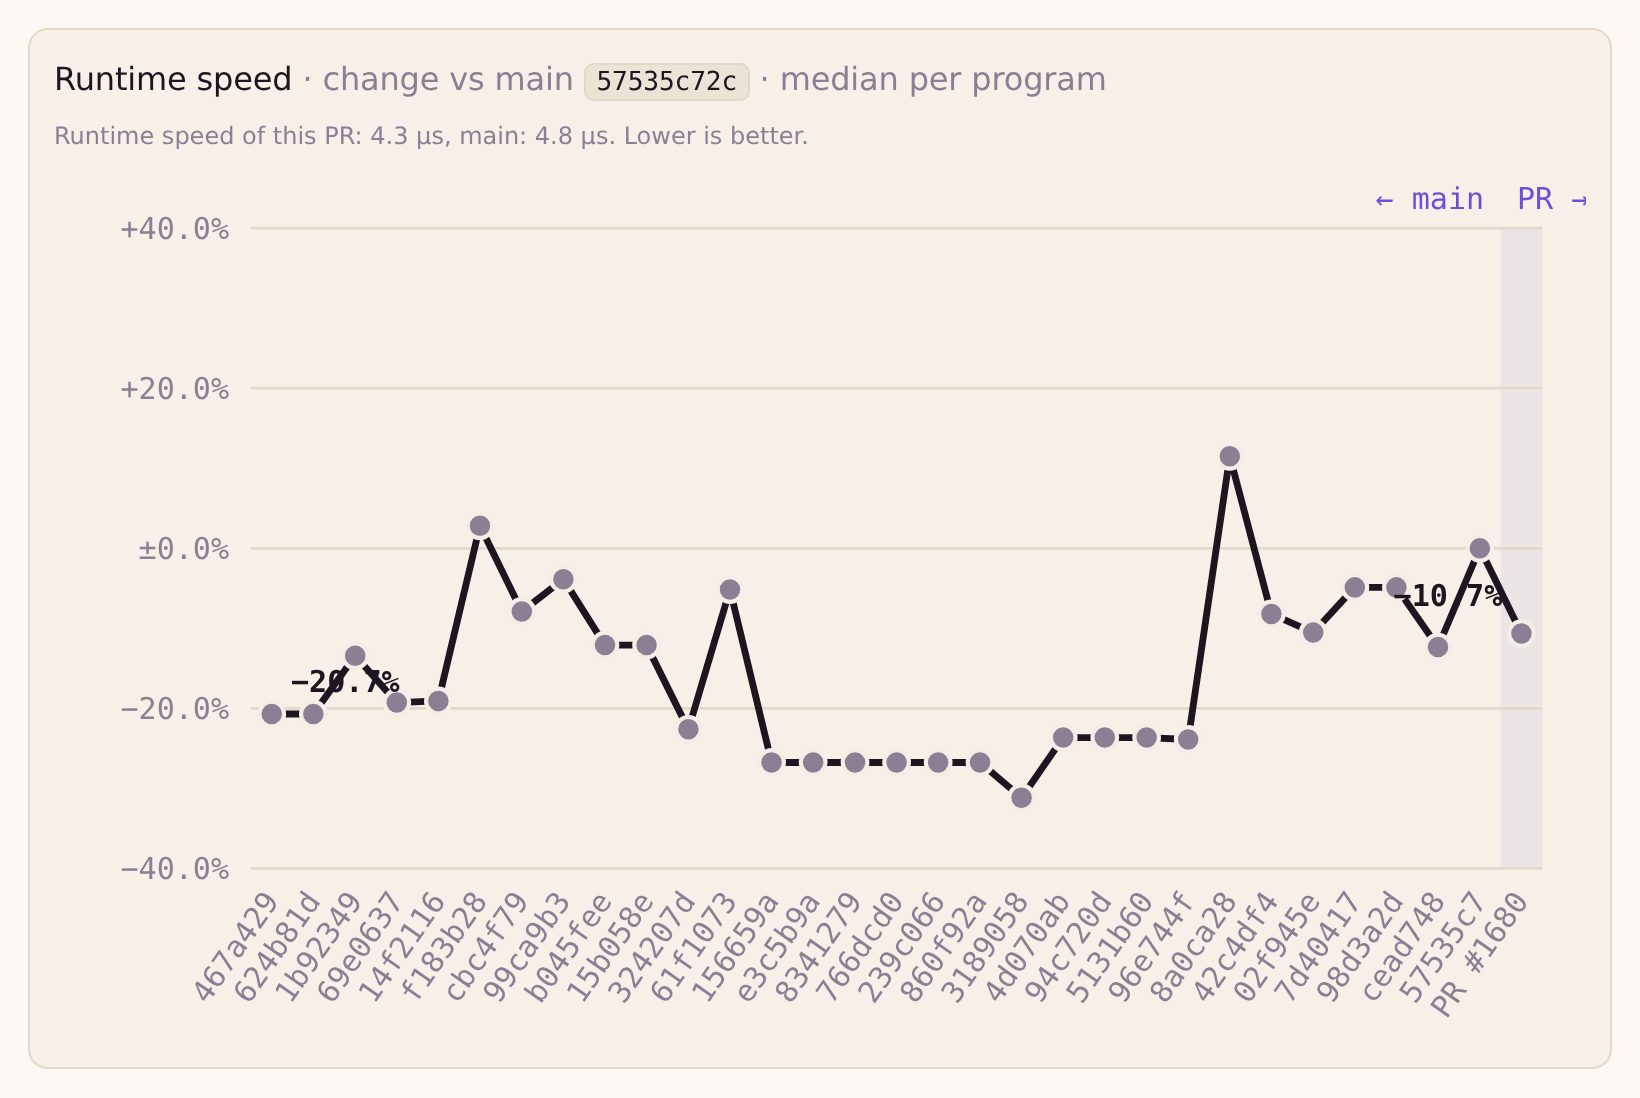 Runtime speed · change vs main 57535c72c · median per program
Runtime speed of this PR: 4.3 µs, main: 4.8 µs. Lower is better.
← main PR →
+40.0%
+20.0%
±0.0%
−20.0%
−40.0%
−20.7%
−10.7%
467a429
624b81d
1b92349
69e0637
14f2116
f183b28
cbc4f79
99ca9b3
b045fee
15b058e
324207d
61f1073
156659a
e3c5b9a
8341279
766dcd0
239c066
860f92a
3189058
4d070ab
94c720d
5131b60
96e744f
8a0ca28
42c4df4
02f945e
7d40417
98d3a2d
cead748
57535c7
PR #1680